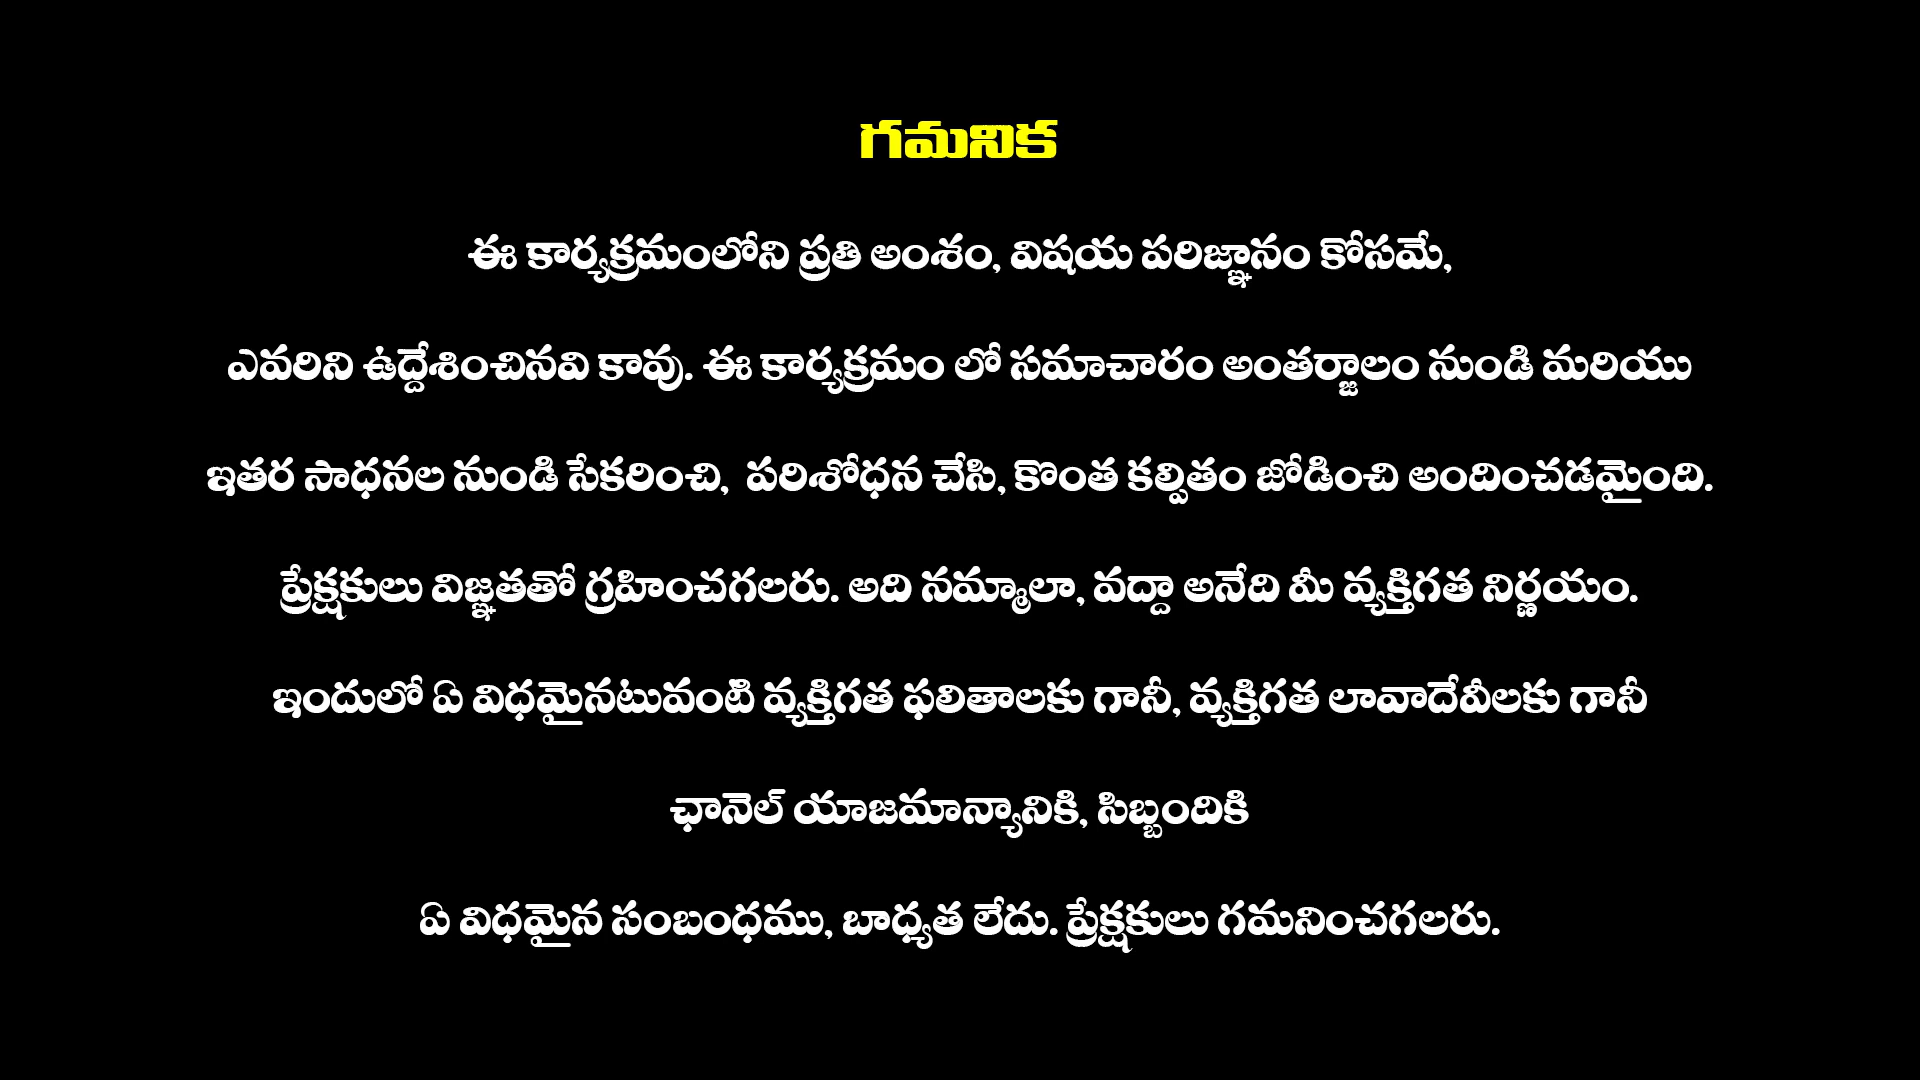 గమనిక
ఈ కార్యక్రమంలోని ప్రతి అంశం, విషయ పరిజ్ఞానం కోసమే,
ఎవరిని ఉద్దేశించినవి కావు. ఈ కార్యక్రమం లో సమాచారం అంతర్జాలం నుండి మరియు
ఇతర సాధనల నుండి సేకరించి, పరిశోధన చేసి, కొంత కల్పితం జోడించి అందించడమైంది.
ప్రేక్షకులు విజ్ఞతతో గ్రహించగలరు. అది నమ్మాలా, వద్దా అనేది మీ వ్యక్తిగత నిర్ణయం.
ఇందులో ఏ విధమైనటువంటి వ్యక్తిగత ఫలితాలకు గానీ, వ్యక్తిగత లావాదేవీలకు గానీ
ఛానెల్ యాజమాన్యానికి, సిబ్బందికి
ఏ విధమైన సంబంధము, బాధ్యత లేదు. ప్రేక్షకులు గమనించగలరు.